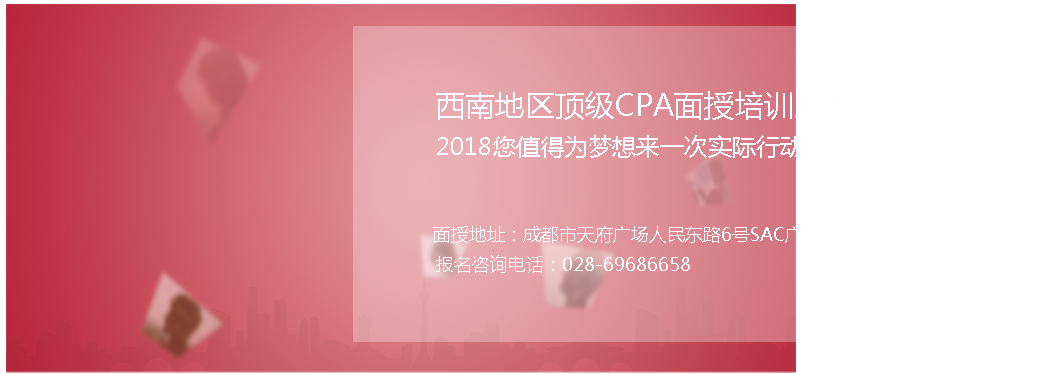 西南地区顶级CPA面授培训
2018您值得为梦想来一次实际行动
面授地址：成都市天府广场人民东路6号SAC广
报名咨询电话：028-69686658